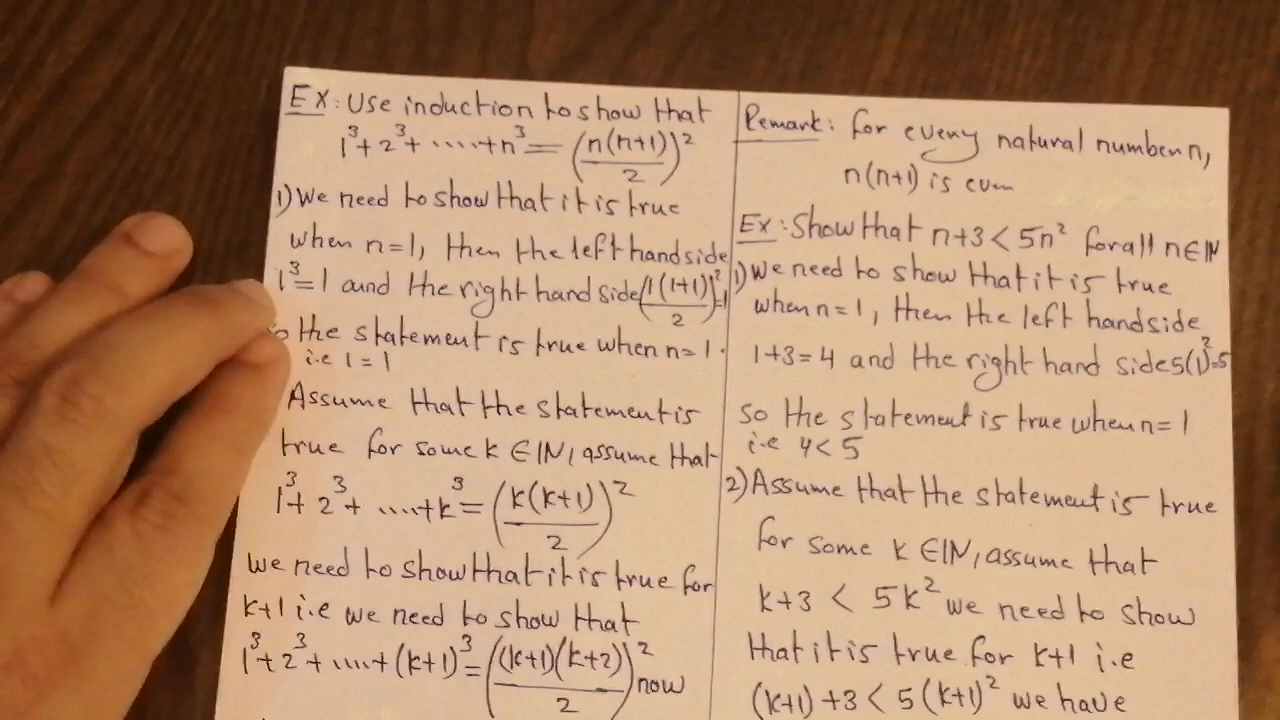 EX: Use induction to show that
1³+2³+.....+n³=(n(n+1)/2)²
1) We need to show that it is true
when n=1, then the left hand side
1³=1 and the right hand side (1(1+1)/2)²=1
the statement is true when n=1.
i.e 1=1
Assume that the statement is
true for some k ∈ ℕ, assume that
1³+2³+.....+k³=(k(k+1)/2)²
we need to show that it is true for
k+1 i.e we need to show that
1³+2³+.....+(k+1)³=((k+1)(k+2)/2)² now
Remark: for every natural number n,
n(n+1) is even
Ex: Show that n+3<5n² for all n∈ℕ
1) We need to show that it is true
when n=1, then the left hand side
1+3=4 and the right hand side 5(1)²=5
so the statement is true when n=1
i.e 4<5
2) Assume that the statement is true
for some k ∈ ℕ, assume that
k+3 < 5k² we need to show
that it is true for k+1 i.e
(k+1)+3 < 5(k+1)² we have